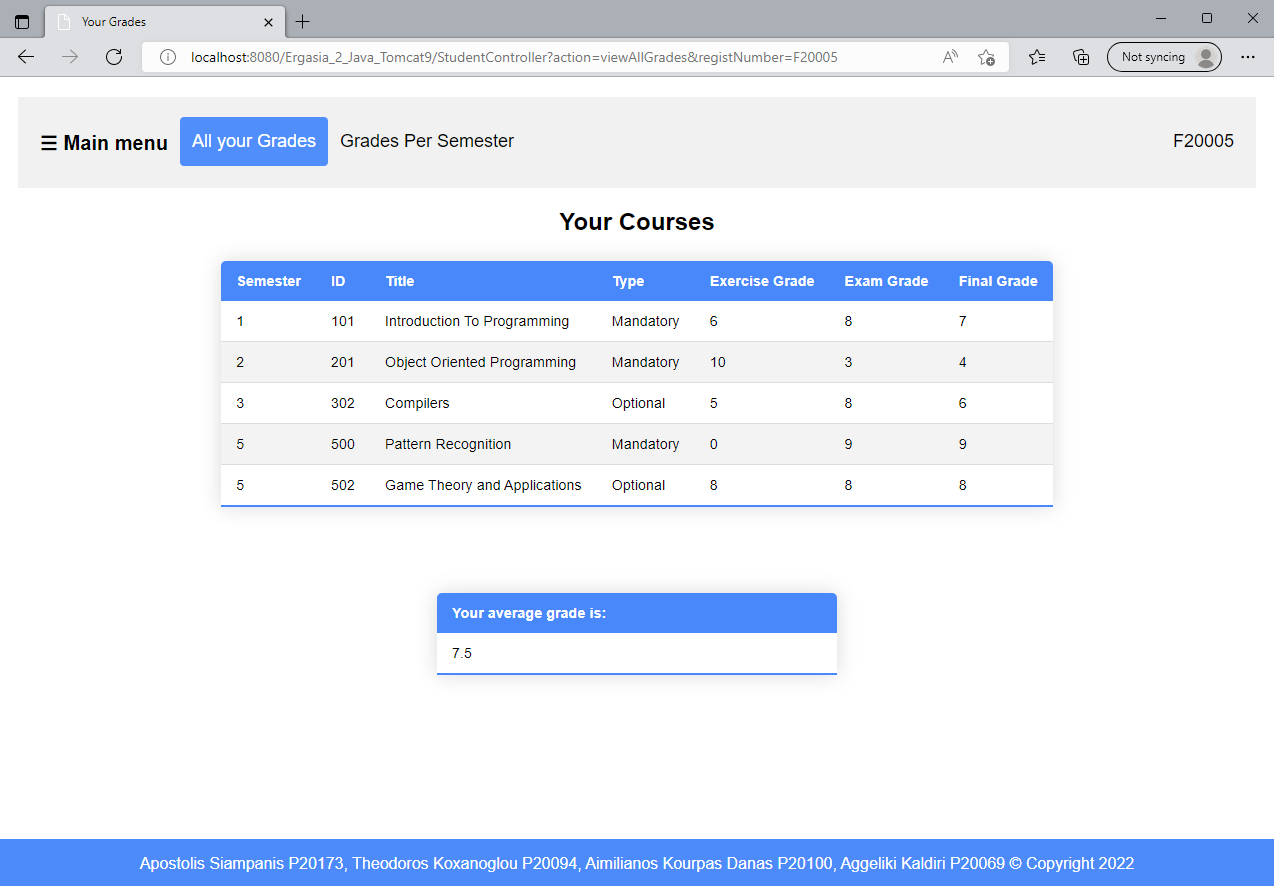 Your Grades
localhost:8080/Ergasia_2_Java_Tomcat9/StudentController?action=viewAllGrades&registNumber=F20005
Not syncing
☰ Main menu All your Grades Grades Per Semester F20005
Your Courses
Semester ID Title Type Exercise Grade Exam Grade Final Grade
1 101 Introduction To Programming Mandatory 6 8 7
2 201 Object Oriented Programming Mandatory 10 3 4
3 302 Compilers Optional 5 8 6
5 500 Pattern Recognition Mandatory 0 9 9
5 502 Game Theory and Applications Optional 8 8 8
Your average grade is:
7.5
Apostolis Siampanis P20173, Theodoros Koxanoglou P20094, Aimilianos Kourpas Danas P20100, Aggeliki Kaldiri P20069 © Copyright 2022